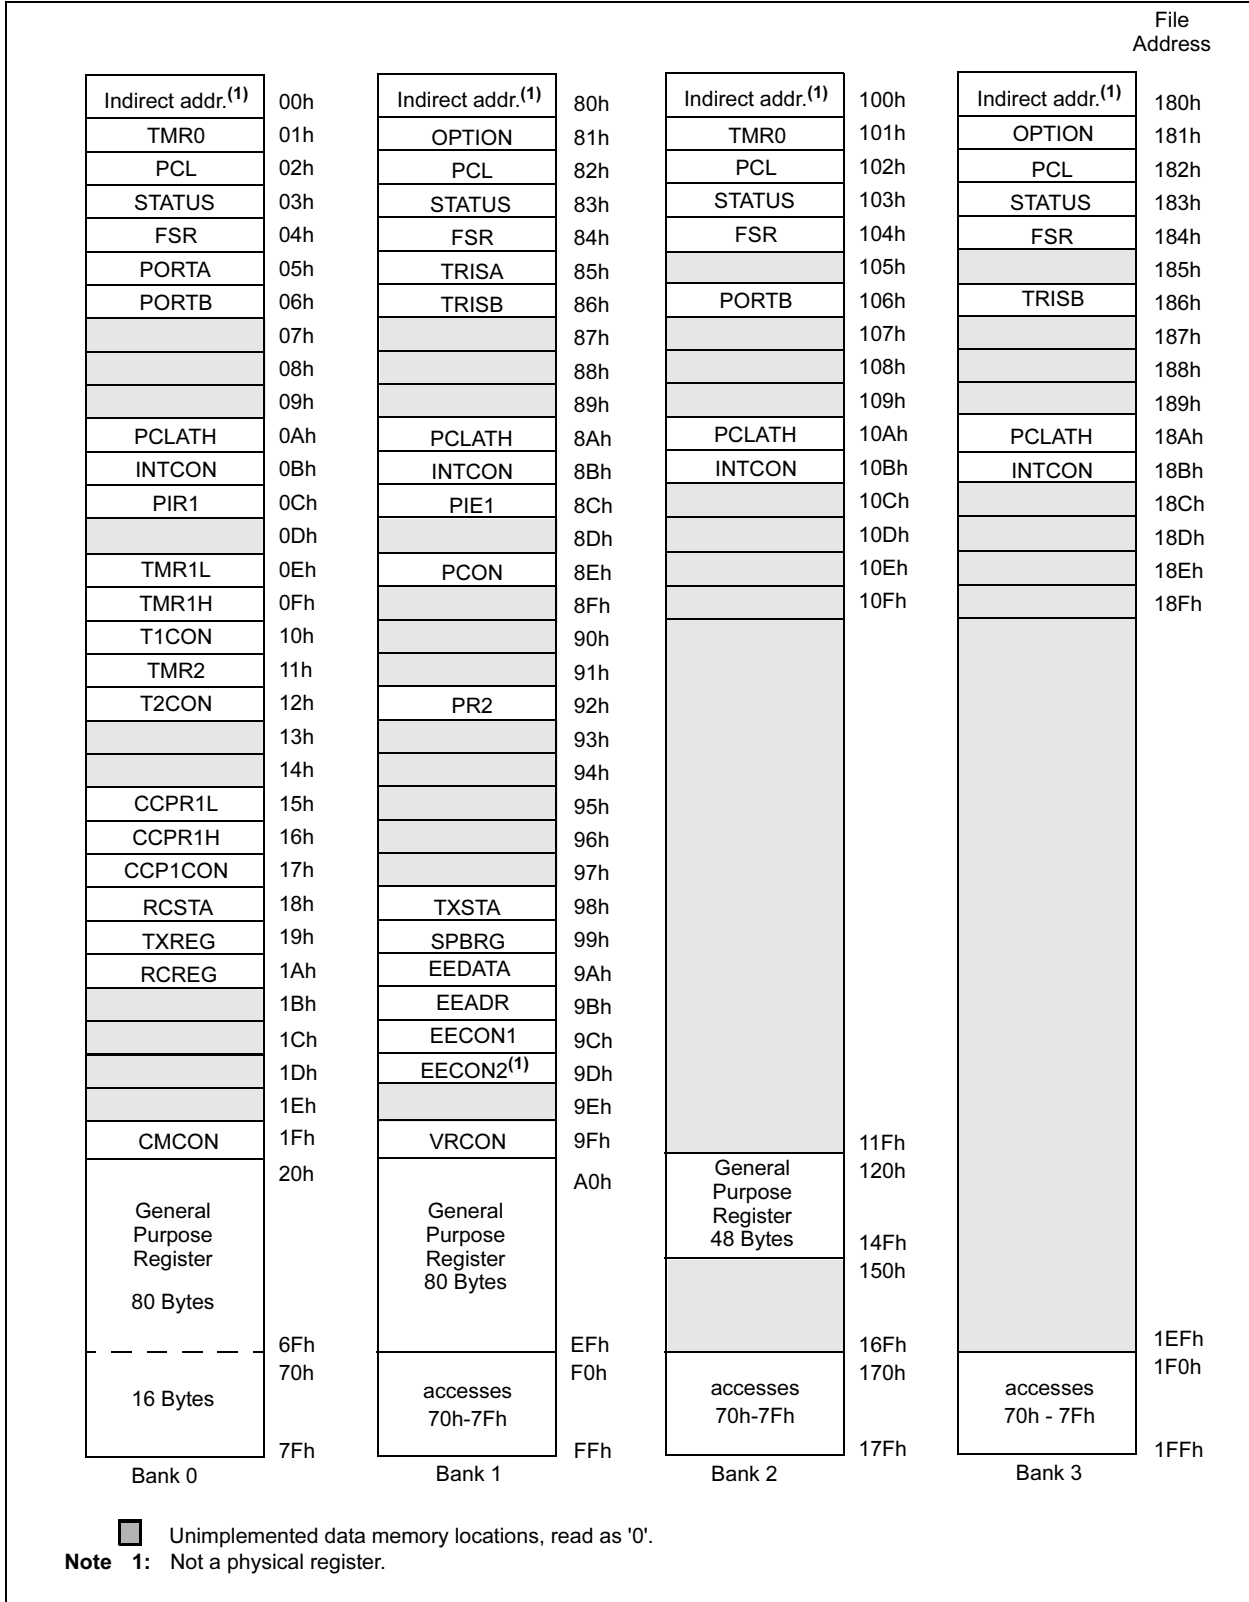 File
Address
Indirect addr.(1) 00h
TMR0 01h
PCL 02h
STATUS 03h
FSR 04h
PORTA 05h
PORTB 06h
07h
08h
09h
PCLATH 0Ah
INTCON 0Bh
PIR1 0Ch
0Dh
TMR1L 0Eh
TMR1H 0Fh
T1CON 10h
TMR2 11h
T2CON 12h
13h
14h
CCPR1L 15h
CCPR1H 16h
CCP1CON 17h
RCSTA 18h
TXREG 19h
RCREG 1Ah
1Bh
1Ch
1Dh
1Eh
CMCON 1Fh
20h
General
Purpose
Register
80 Bytes
6Fh
70h
16 Bytes
7Fh
Bank 0
Indirect addr.(1) 80h
OPTION 81h
PCL 82h
STATUS 83h
FSR 84h
TRISA 85h
TRISB 86h
87h
88h
89h
PCLATH 8Ah
INTCON 8Bh
PIE1 8Ch
8Dh
PCON 8Eh
8Fh
90h
91h
PR2 92h
93h
94h
95h
96h
97h
TXSTA 98h
SPBRG 99h
EEDATA 9Ah
EEADR 9Bh
EECON1 9Ch
EECON2(1) 9Dh
9Eh
VRCON 9Fh
A0h
General
Purpose
Register
80 Bytes
EFh
F0h
accesses
70h-7Fh
FFh
Bank 1
Indirect addr.(1) 100h
TMR0 101h
PCL 102h
STATUS 103h
FSR 104h
105h
PORTB 106h
107h
108h
109h
PCLATH 10Ah
INTCON 10Bh
10Ch
10Dh
10Eh
10Fh
11Fh
General
120h
Purpose
Register
48 Bytes
14Fh
150h
16Fh
170h
accesses
70h-7Fh
17Fh
Bank 2
Indirect addr.(1) 180h
OPTION 181h
PCL 182h
STATUS 183h
FSR 184h
185h
TRISB 186h
187h
188h
189h
PCLATH 18Ah
INTCON 18Bh
18Ch
18Dh
18Eh
18Fh
1EFh
1F0h
accesses
70h - 7Fh
1FFh
Bank 3
Unimplemented data memory locations, read as '0'.
Note 1: Not a physical register.